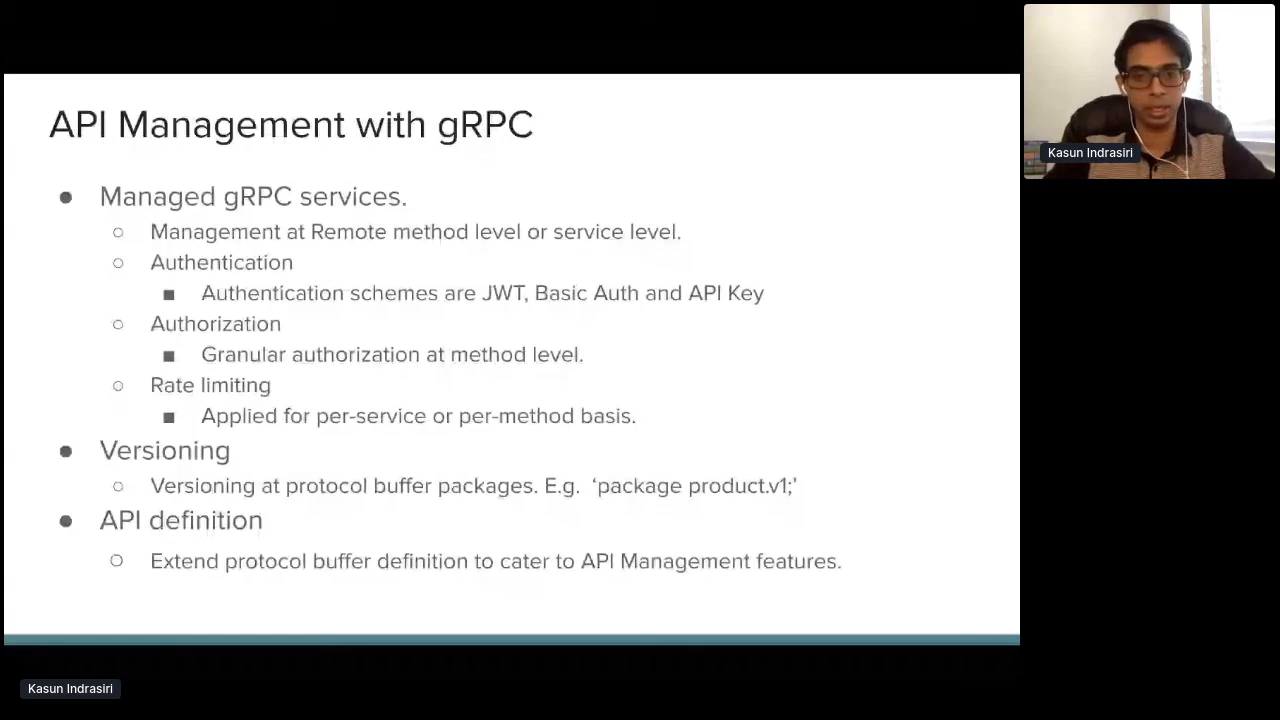 API Management with gRPC
● Managed gRPC services.
○ Management at Remote method level or service level.
○ Authentication
■ Authentication schemes are JWT, Basic Auth and API Key
○ Authorization
■ Granular authorization at method level.
○ Rate limiting
■ Applied for per-service or per-method basis.
● Versioning
○ Versioning at protocol buffer packages. E.g. ‘package product.v1;’
● API definition
○ Extend protocol buffer definition to cater to API Management features.
Kasun Indrasiri
Kasun Indrasiri